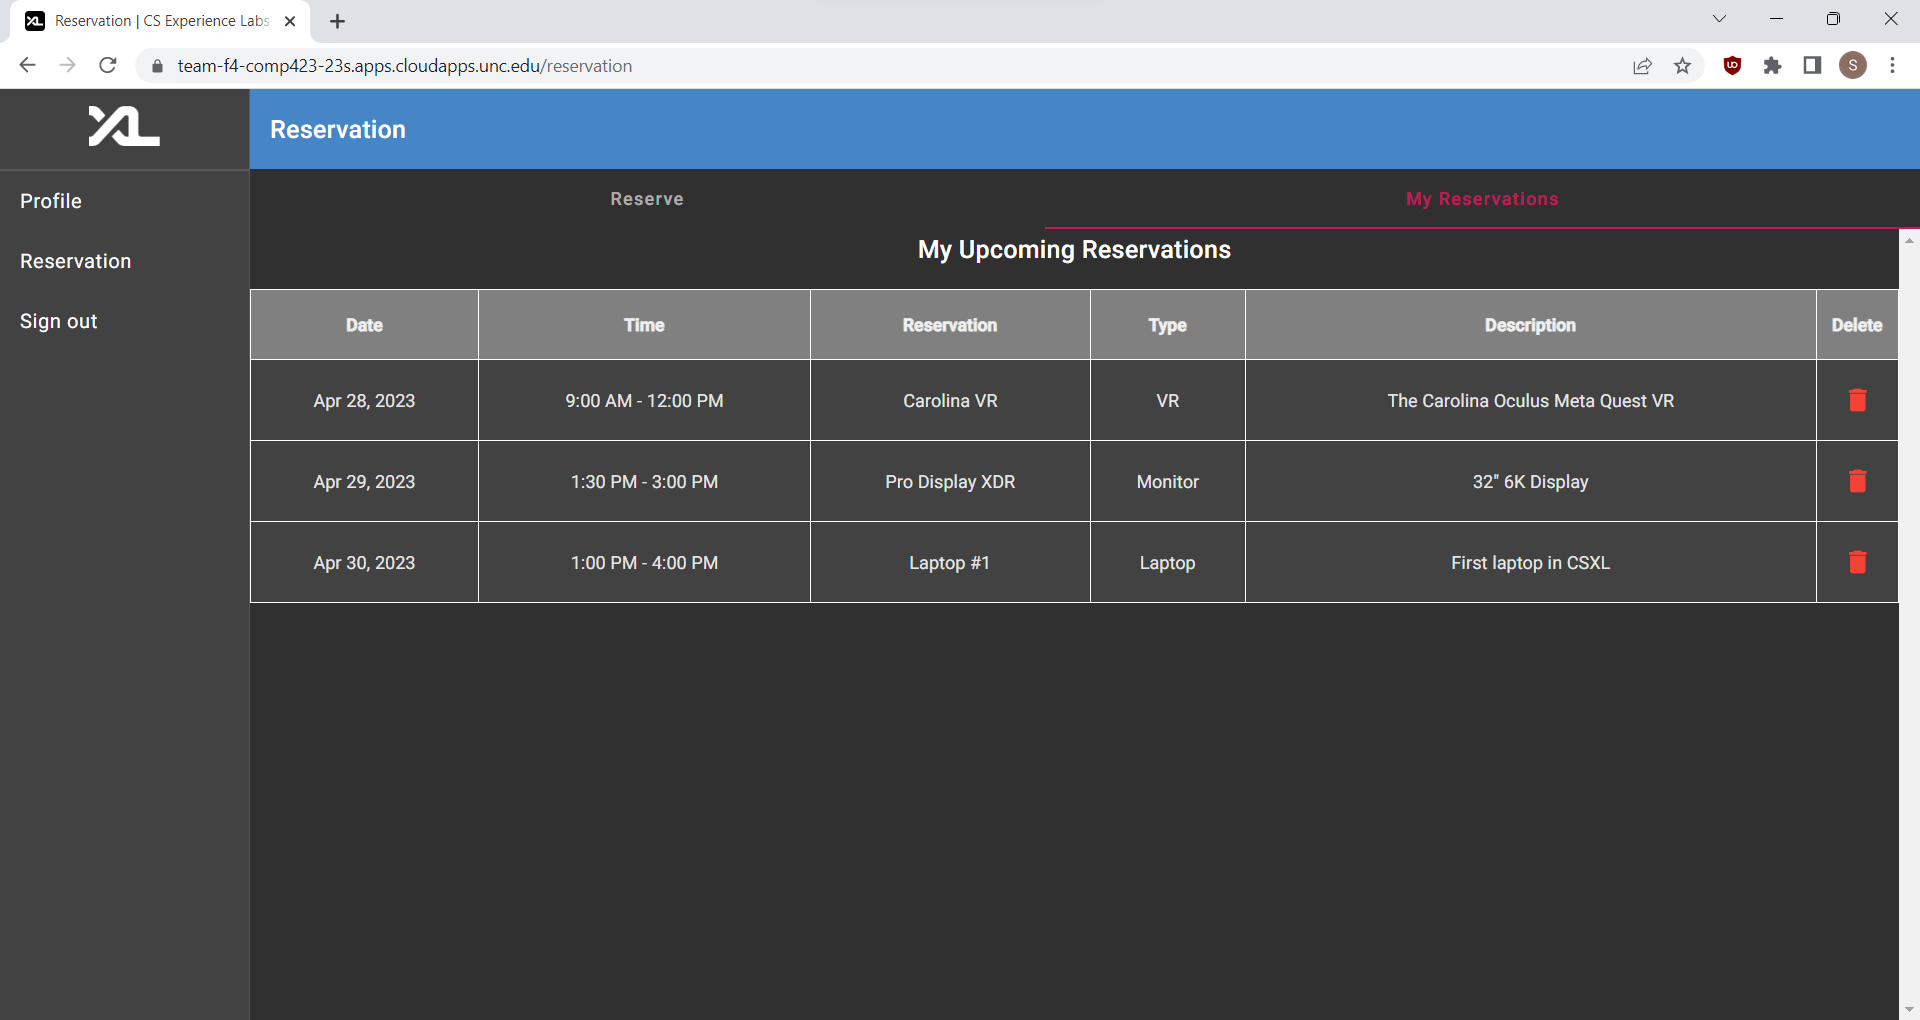 Reservation | CS Experience Labs
team-f4-comp423-23s.apps.cloudapps.unc.edu/reservation
S
XL
Reservation
Profile
Reservation
Sign out
Reserve
My Reservations
My Upcoming Reservations
Date Time Reservation Type Description Delete
Apr 28, 2023 9:00 AM - 12:00 PM Carolina VR VR The Carolina Oculus Meta Quest VR
Apr 29, 2023 1:30 PM - 3:00 PM Pro Display XDR Monitor 32" 6K Display
Apr 30, 2023 1:00 PM - 4:00 PM Laptop #1 Laptop First laptop in CSXL